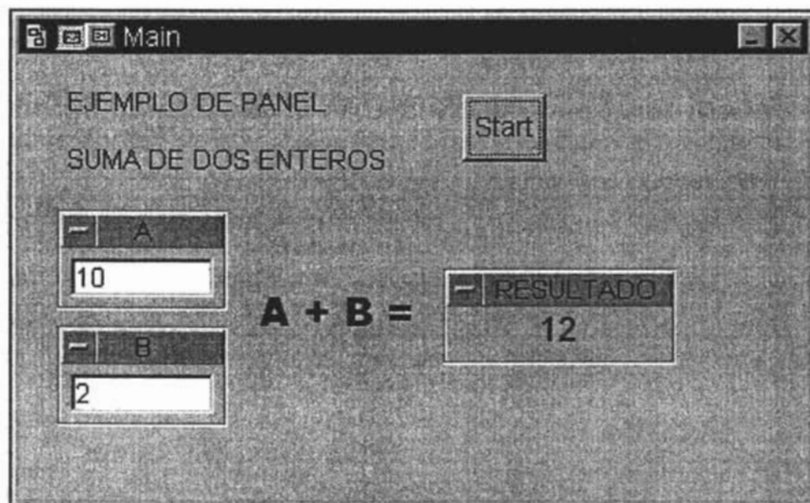 Main
EJEMPLO DE PANEL
Start
SUMA DE DOS ENTEROS
A
10
A + B =
RESULTADO
12
B
2